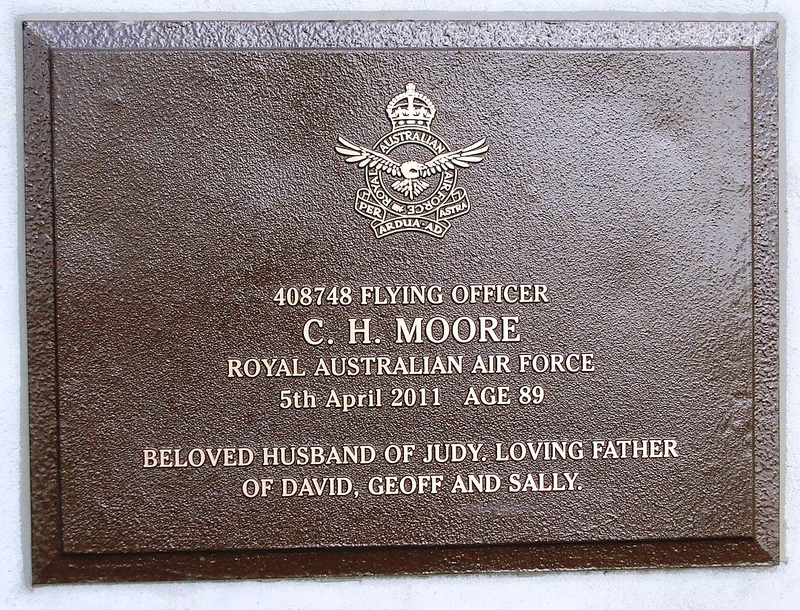 ROYAL AUSTRALIAN AIR FORCE
PER ARDUA AD ASTRA
408748 FLYING OFFICER
C. H. MOORE
ROYAL AUSTRALIAN AIR FORCE
5th April 2011 AGE 89
BELOVED HUSBAND OF JUDY. LOVING FATHER
OF DAVID, GEOFF AND SALLY.